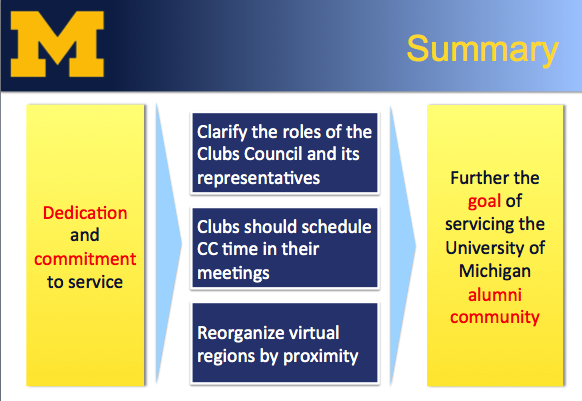 M
Summary
Dedication
and
commitment
to service
Clarify the roles of the
Clubs Council and its
representatives
Clubs should schedule
CC time in their
meetings
Reorganize virtual
regions by proximity
Further the
goal of
servicing the
University of
Michigan
alumni
community